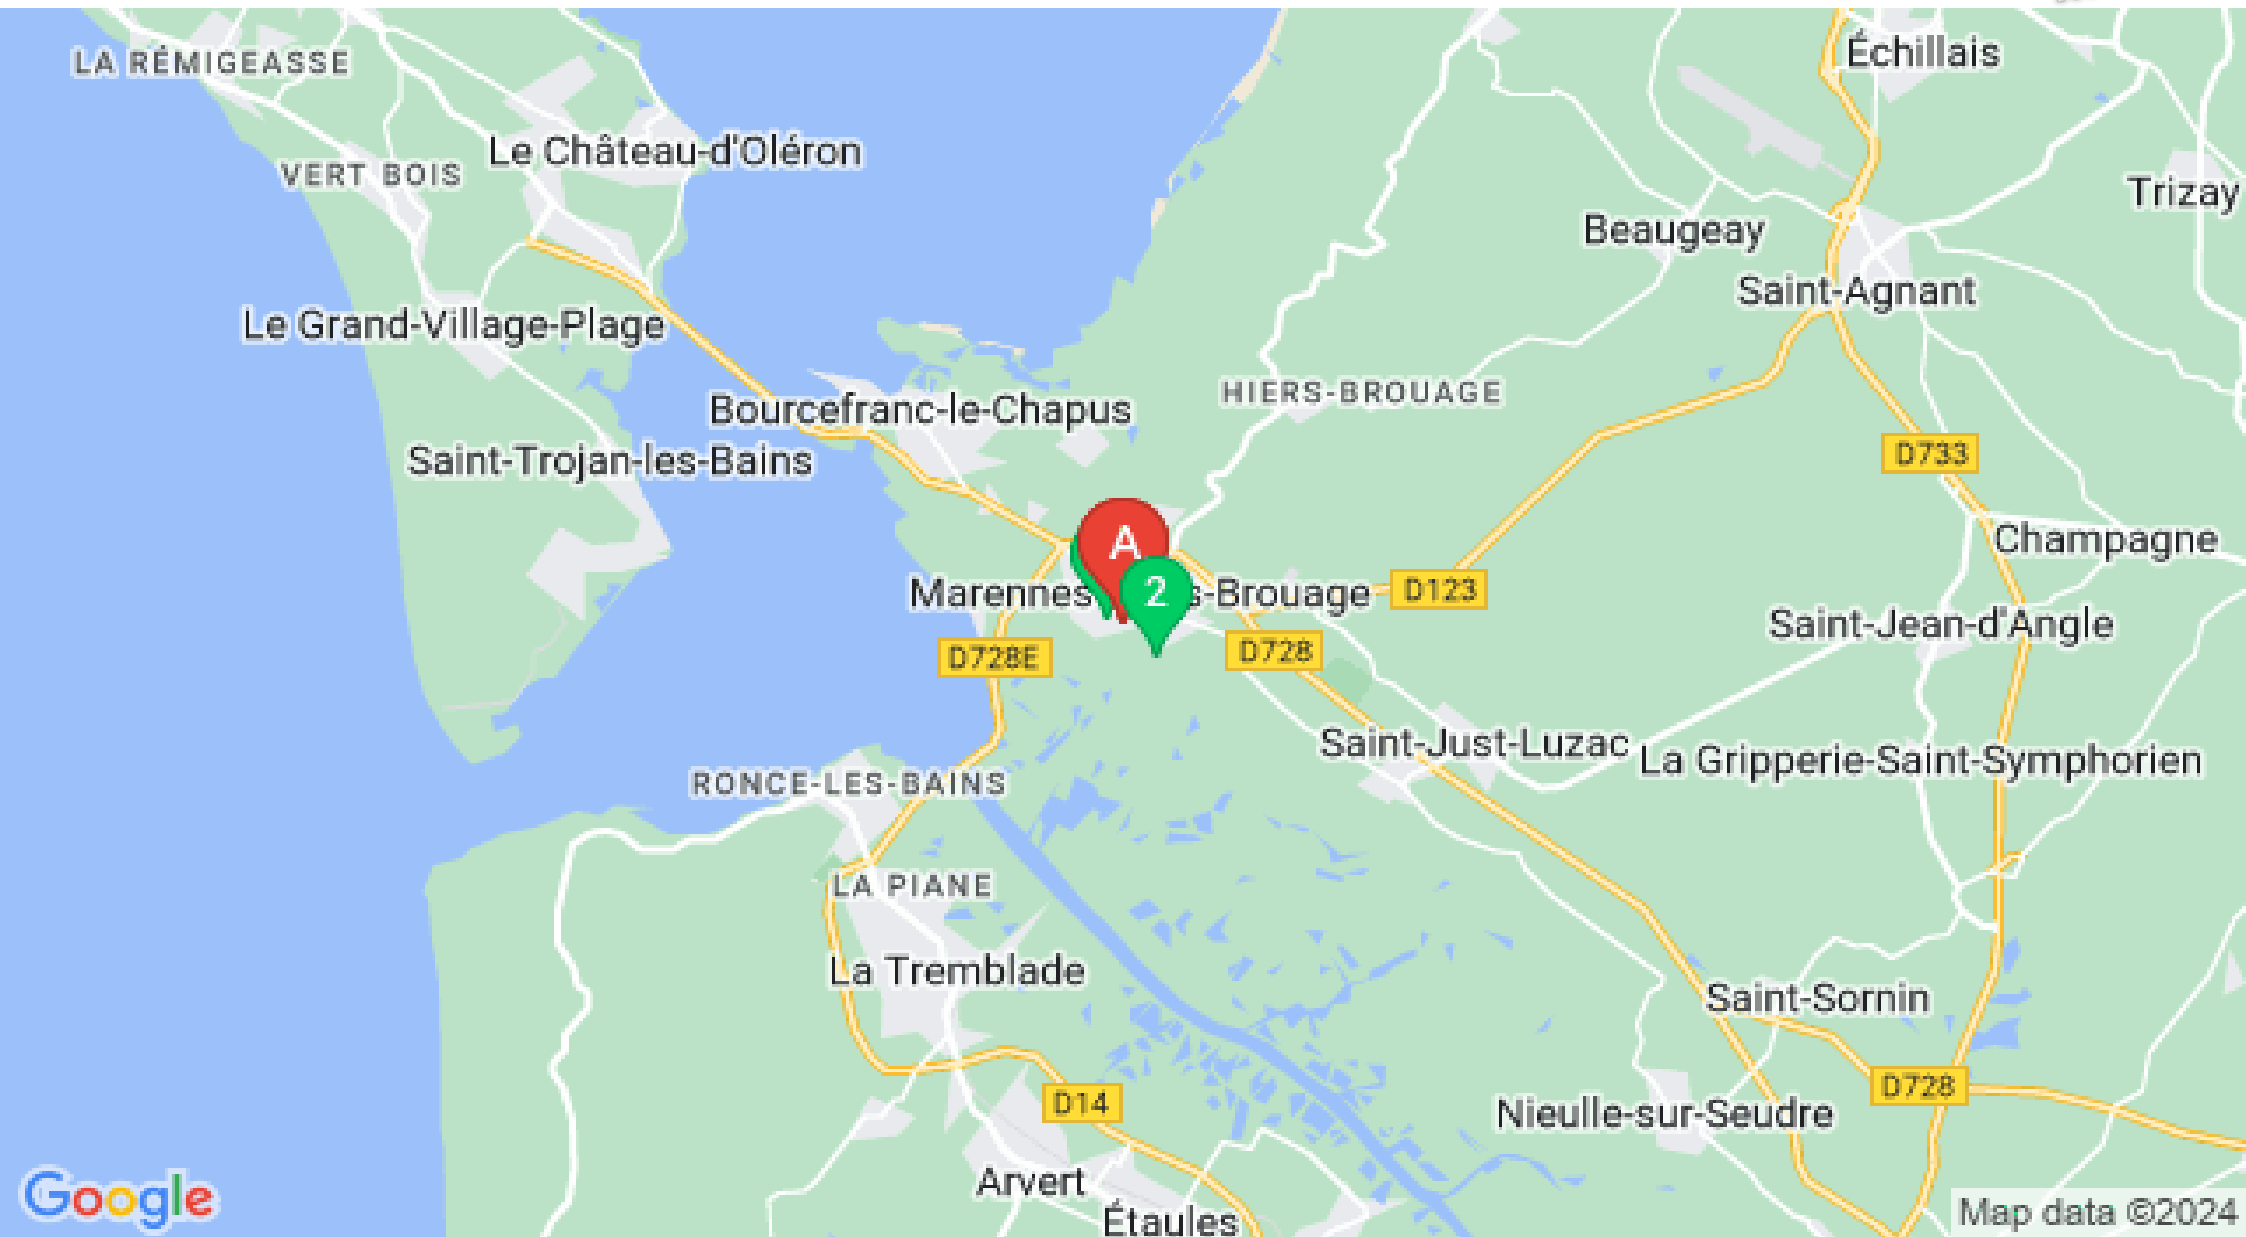 Échillais
LA RÉMIGEASSE
Le Château-d'Oléron
VERT BOIS
Trizay
Beaugeay
Saint-Agnant
Le Grand-Village-Plage
HIERS-BROUAGE
Bourcefranc-le-Chapus
D733
Saint-Trojan-les-Bains
A
Champagne
2
D123
Marennes
s-Brouage
Saint-Jean-d'Angle
D728
D728E
Saint-Just-Luzac
La Gripperie-Saint-Symphorien
RONCE-LES-BAINS
LA PIANE
La Tremblade
Saint-Sornin
D728
D14
Nieulle-sur-Seudre
Arvert
Google
Map data ©2024
Étaules